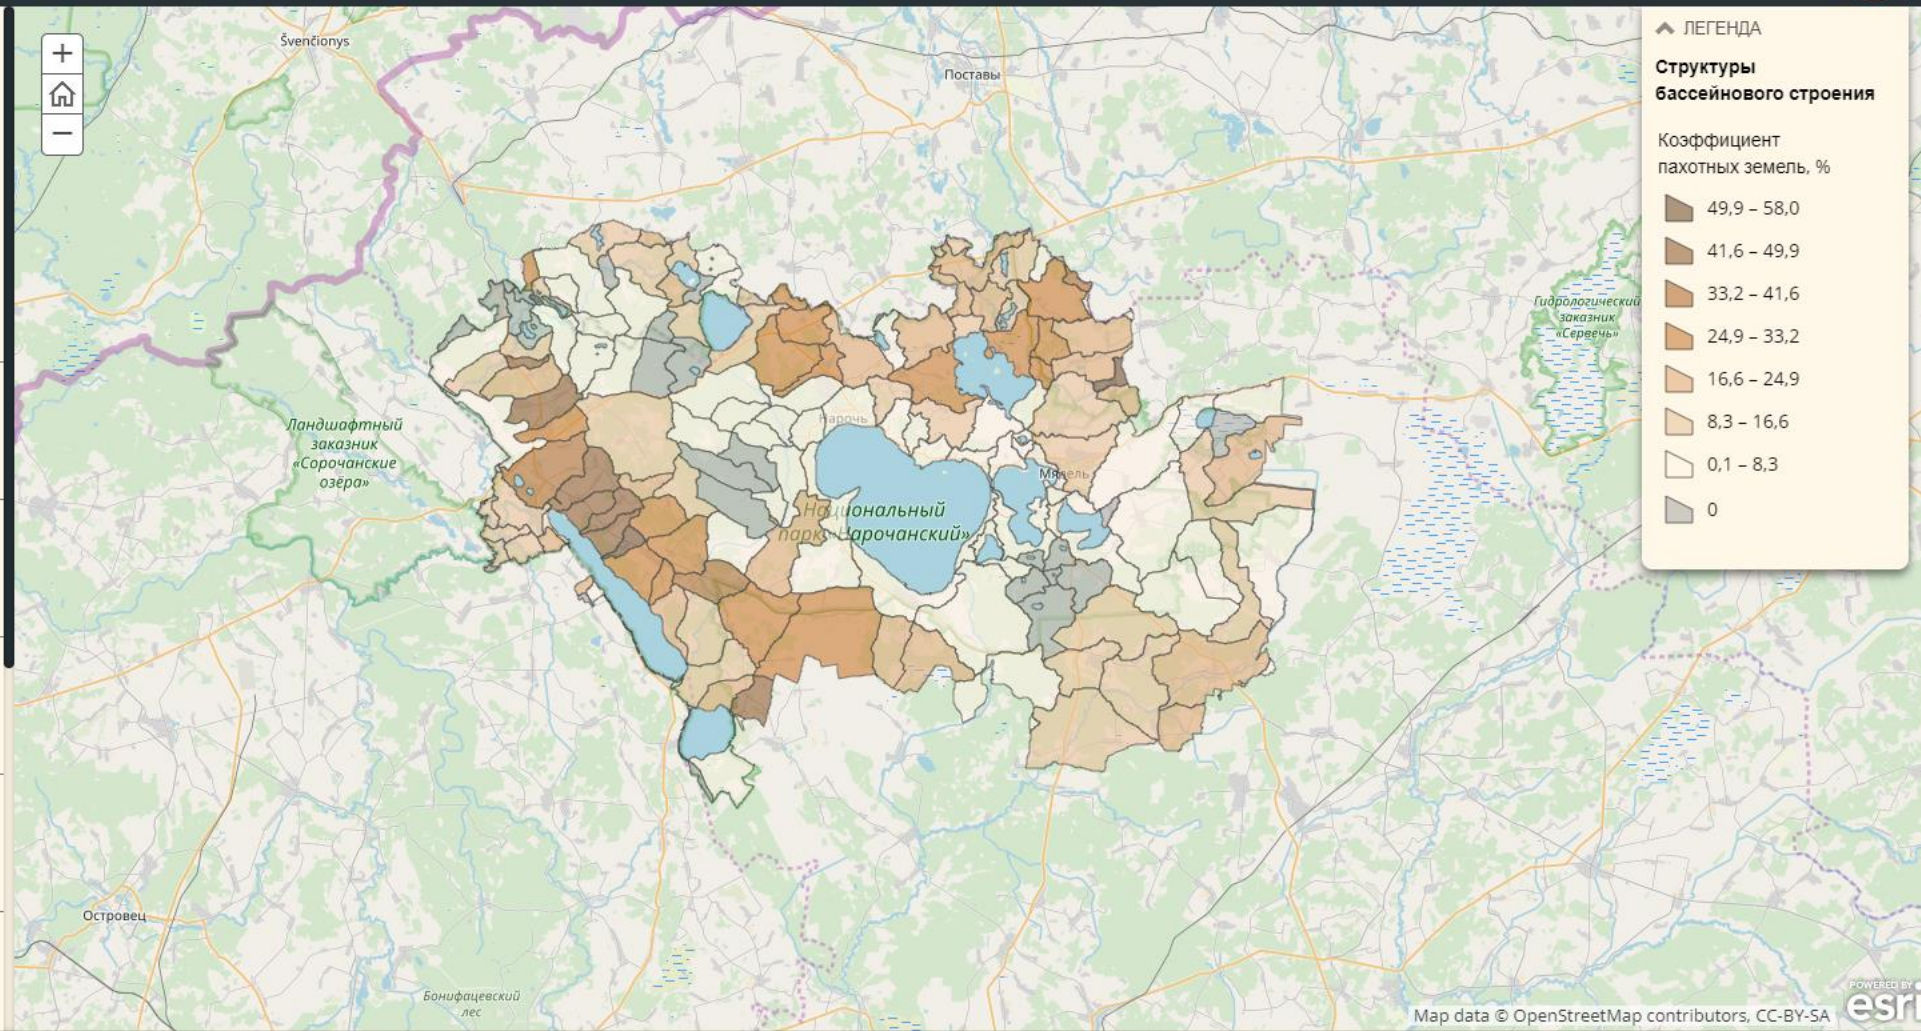 Švenčionys
Поставы
Гидрологический
заказник
«Сервечь»
Ландшафтный
заказник
«Сорочанские
озёра»
Нарочь
Мядель
Национальный
парк «Нарочанский»
Островец
Бонифацевский
лес
ЛЕГЕНДА
Структуры
бассейнового строения
Коэффициент
пахотных земель, %
49,9 – 58,0
41,6 – 49,9
33,2 – 41,6
24,9 – 33,2
16,6 – 24,9
8,3 – 16,6
0,1 – 8,3
0
Map data © OpenStreetMap contributors, CC-BY-SA
POWERED BY
esri